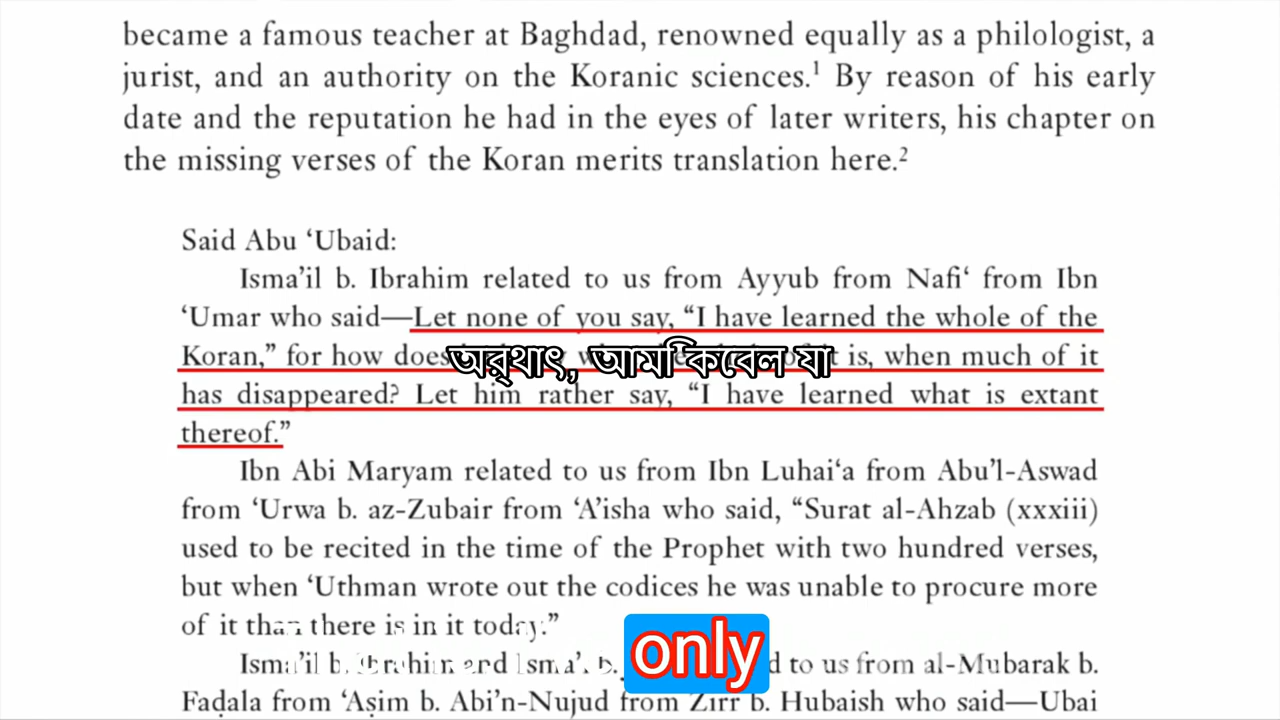 became a famous teacher at Baghdad, renowned equally as a philologist, a
jurist, and an authority on the Koranic sciences.¹ By reason of his early
date and the reputation he had in the eyes of later writers, his chapter on
the missing verses of the Koran merits translation here.²
Said Abu ‘Ubaid:
Isma’il b. Ibrahim related to us from Ayyub from Nafi‘ from Ibn
‘Umar who said—Let none of you say, “I have learned the whole of the
Koran,” for how does is, when much of it
অর্থাৎ, আমি কেবল যা
has disappeared? Let him rather say, “I have learned what is extant
thereof.”
Ibn Abi Maryam related to us from Ibn Luhai‘a from Abu’l-Aswad
from ‘Urwa b. az-Zubair from ‘A’isha who said, “Surat al-Ahzab (xxxiii)
used to be recited in the time of the Prophet with two hundred verses,
but when ‘Uthman wrote out the codices he was unable to procure more
of it than there is in it today.”
only
Isma’il b. Ibrahim and Isma’. b. to us from al-Mubarak b.
Faḍala from ‘Aṣim b. Abi’n-Nujud from Zirr b. Hubaish who said—Ubai